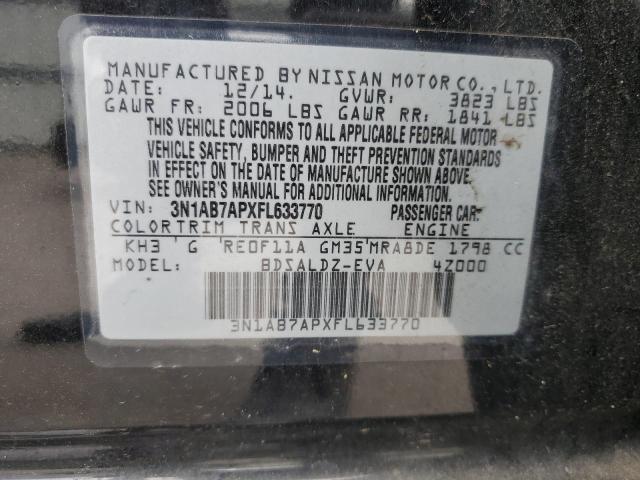 MANUFACTURED BY NISSAN MOTOR CO., LTD.
DATE: 12/14. GVWR: 3823 LBS
GAWR FR: 2006 LBS GAWR RR: 1841 LBS
THIS VEHICLE CONFORMS TO ALL APPLICABLE FEDERAL MOTOR
VEHICLE SAFETY, BUMPER AND THEFT PREVENTION STANDARDS
IN EFFECT ON THE DATE OF MANUFACTURE SHOWN ABOVE.
SEE OWNER'S MANUAL FOR ADDITIONAL INFORMATION.
VIN: 3N1AB7APXFL633770 PASSENGER CAR
COLOR TRIM TRANS AXLE ENGINE
KH3 G RE0F11A GM35 MRA8DE 1798 CC
MODEL: BDSALDZ-EVA 4Z000
3N1AB7APXFL633770